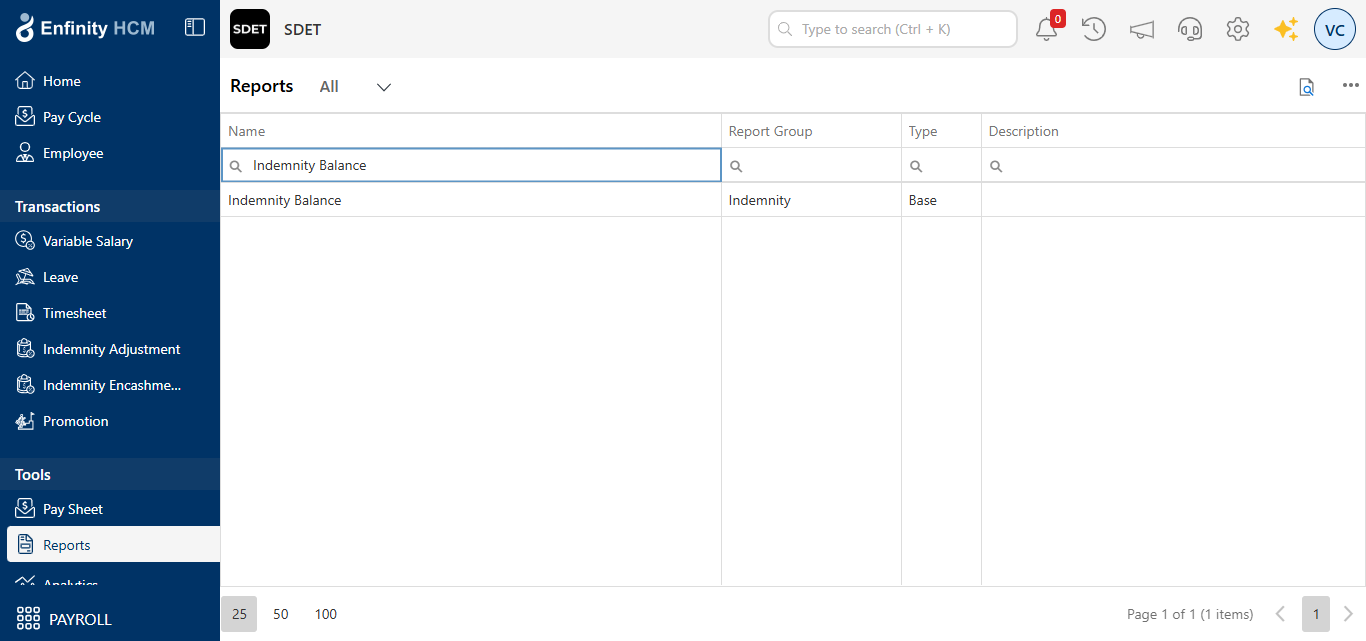 Enfinity HCM
SDET
SDET
Type to search (Ctrl + K)
0
VC
Home
Pay Cycle
Employee
Transactions
Variable Salary
Leave
Timesheet
Indemnity Adjustment
Indemnity Encashme...
Promotion
Tools
Pay Sheet
Reports
Analytics
PAYROLL
Reports
All
Name
Report Group
Type
Description
Indemnity Balance
Indemnity Balance
Indemnity
Base
25
50
100
Page 1 of 1 (1 items)
1